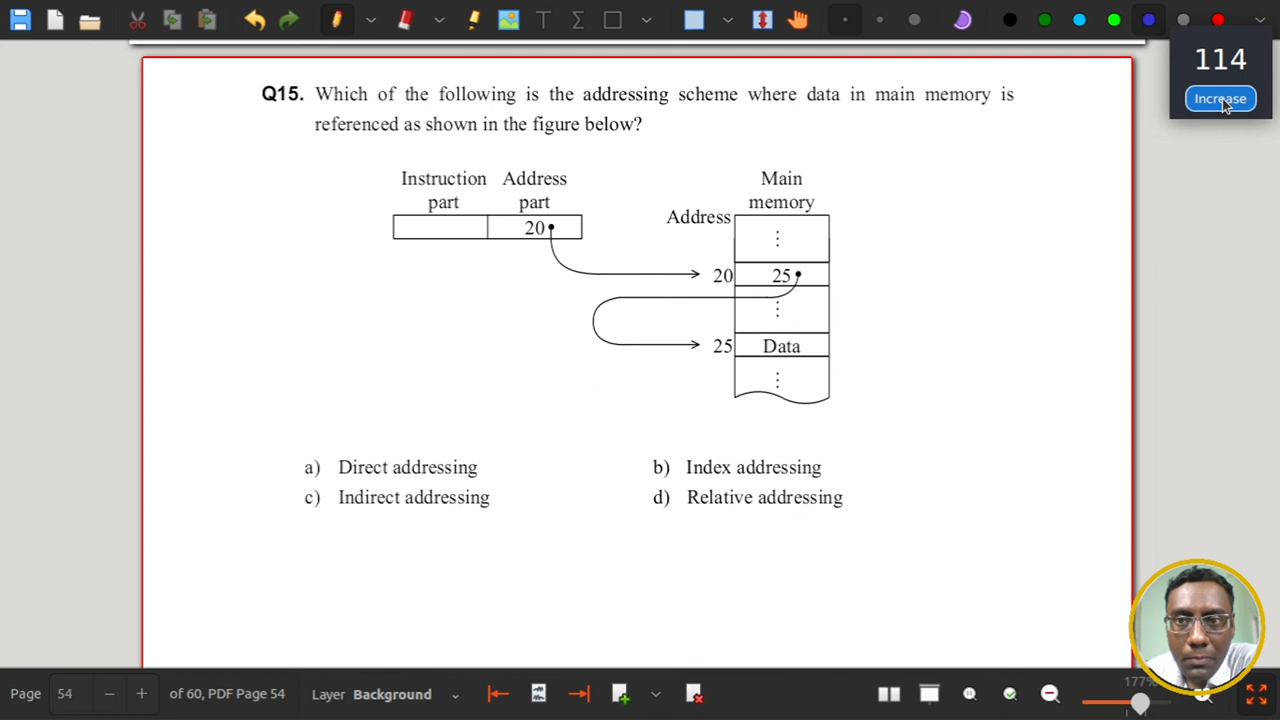 114
Increase
Q15. Which of the following is the addressing scheme where data in main memory is
referenced as shown in the figure below?
Instruction part
Address part
20
Address
Main memory
20
25
25
Data
a) Direct addressing
b) Index addressing
c) Indirect addressing
d) Relative addressing
Page 54 of 60, PDF Page 54
Layer Background
177%